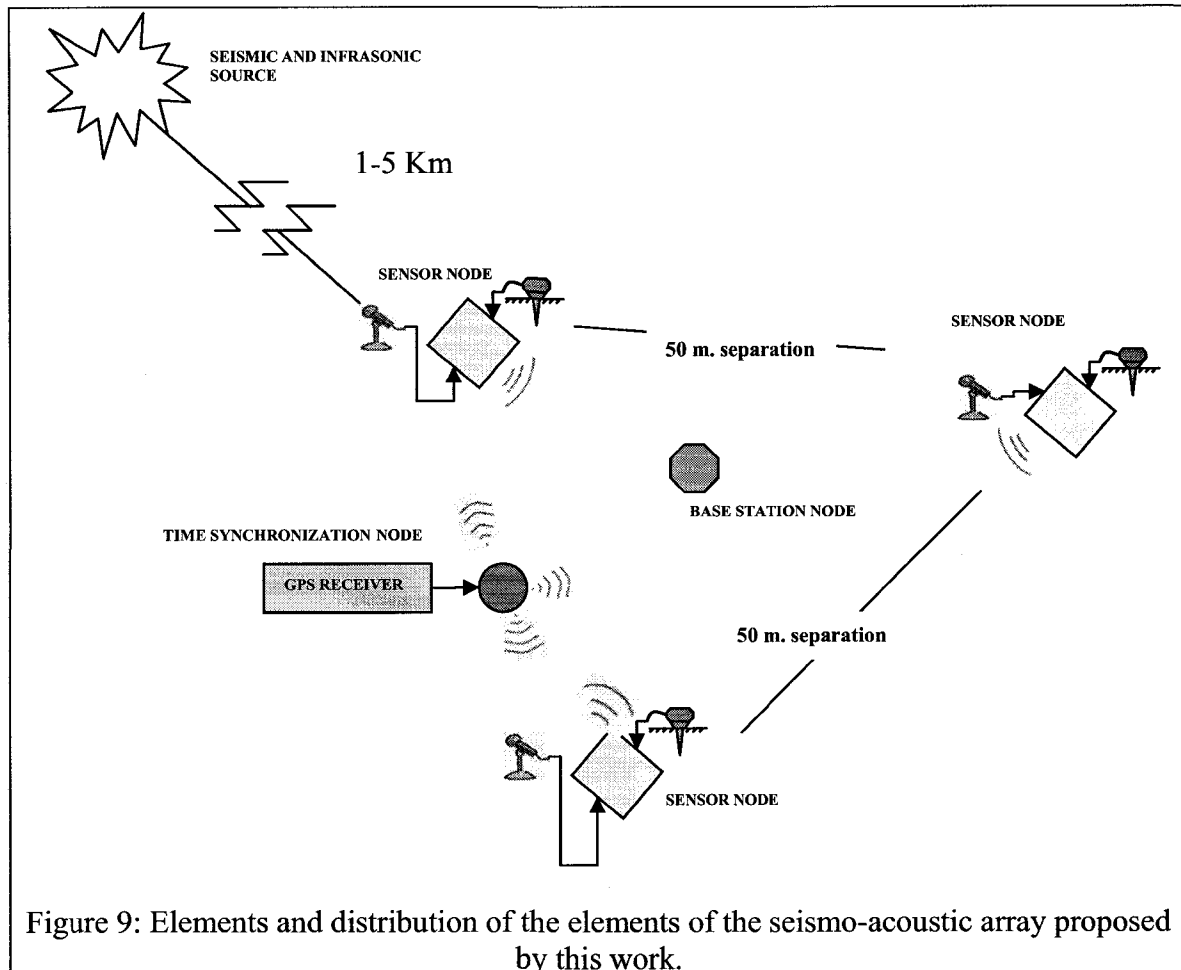 SEISMIC AND INFRASONIC
SOURCE
1-5 Km
SENSOR NODE
SENSOR NODE
50 m. separation
BASE STATION NODE
TIME SYNCHRONIZATION NODE
GPS RECEIVER
50 m. separation
SENSOR NODE
Figure 9: Elements and distribution of the elements of the seismo-acoustic array proposed
by this work.